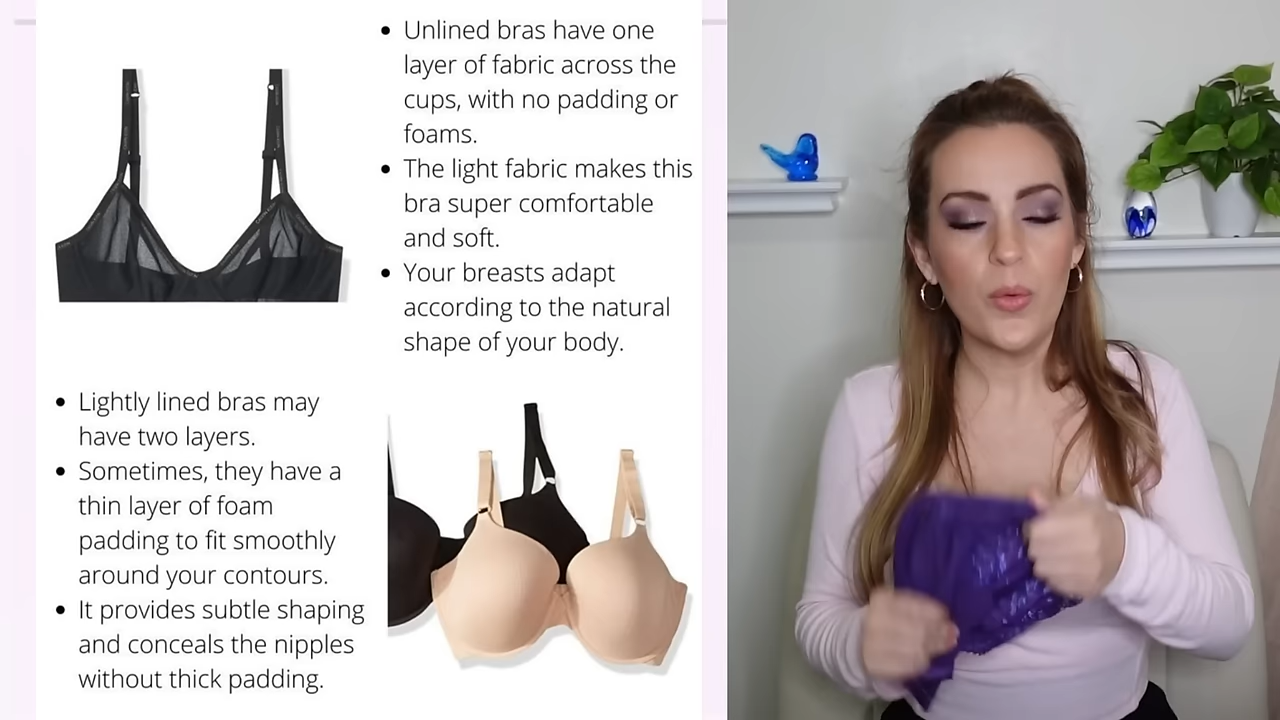 Unlined bras have one
layer of fabric across the
cups, with no padding or
foams.
The light fabric makes this
bra super comfortable
and soft.
Your breasts adapt
according to the natural
shape of your body.
Lightly lined bras may
have two layers.
Sometimes, they have a
thin layer of foam
padding to fit smoothly
around your contours.
It provides subtle shaping
and conceals the nipples
without thick padding.